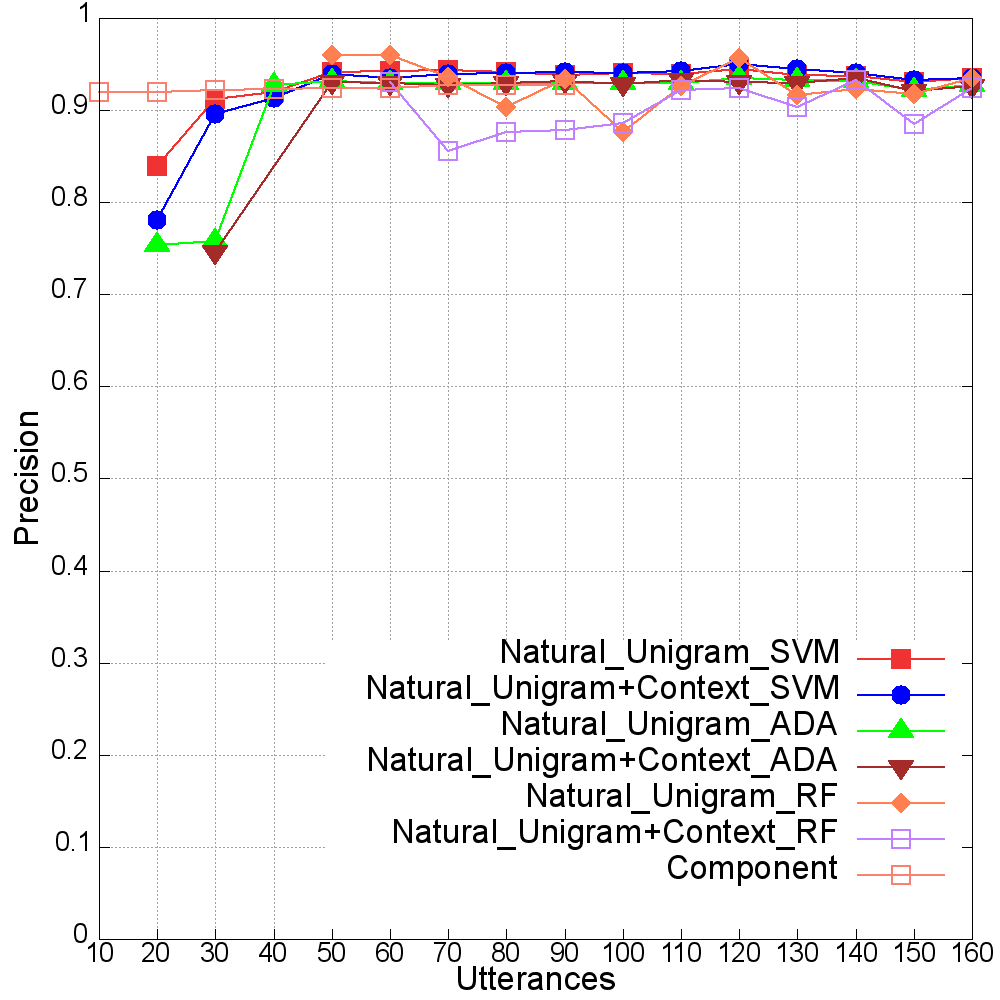 1
0.9
0.8
0.7
0.6
0.5
0.4
0.3
0.2
0.1
0
Precision
Natural_Unigram_SVM
Natural_Unigram+Context_SVM
Natural_Unigram_ADA
Natural_Unigram+Context_ADA
Natural_Unigram_RF
Natural_Unigram+Context_RF
Component
10 20 30 40 50 60 70 80 90 100 110 120 130 140 150 160
Utterances